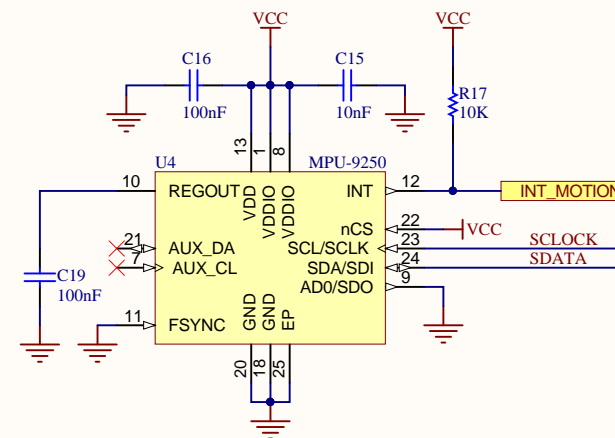 VCC
VCC
C16
100nF
C15
10nF
R17
10K
13
1
8
U4
MPU-9250
10
REGOUT
VDD
VDDIO
VDDIO
INT
12
INT_MOTION
nCS
22
VCC
21
AUX_DA
SCL/SCLK
23
SCLOCK
7
AUX_CL
SDA/SDI
24
SDATA
C19
100nF
AD0/SDO
9
11
FSYNC
GND
GND
EP
20
18
25